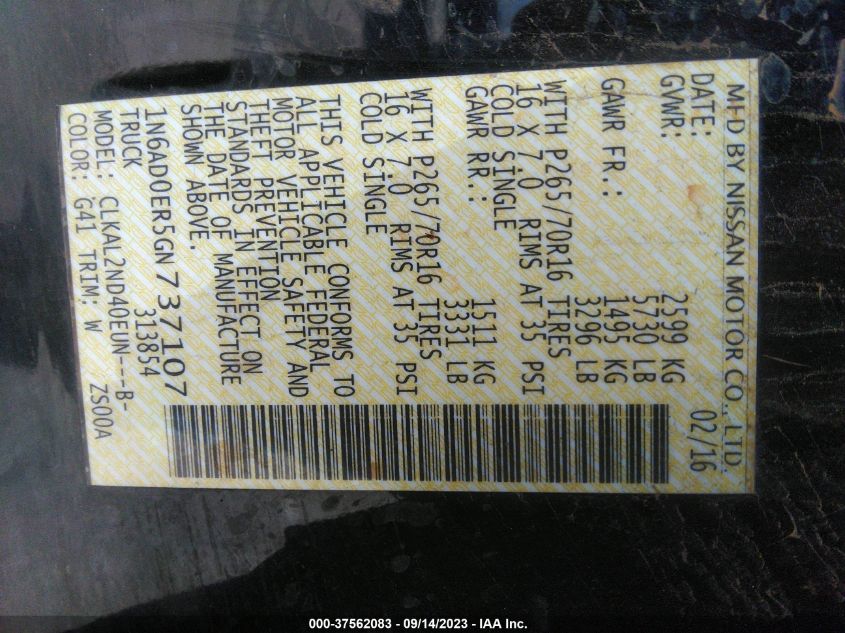 MFD BY NISSAN MOTOR CO., LTD.
DATE: 02/16
GVWR: 2599 KG
5730 LB
GAWR FR.: 1495 KG
3296 LB
WITH P265/70R16 TIRES
16 X 7.0 RIMS AT 35 PSI
COLD SINGLE
GAWR RR.: 1511 KG
3331 LB
WITH P265/70R16 TIRES
16 X 7.0 RIMS AT 35 PSI
COLD SINGLE
THIS VEHICLE CONFORMS TO
ALL APPLICABLE FEDERAL
MOTOR VEHICLE SAFETY AND
THEFT PREVENTION
STANDARDS IN EFFECT ON
THE DATE OF MANUFACTURE
SHOWN ABOVE.
1N6AD0ER5GN737107
TRUCK 313854
MODEL: CLKAL2ND40EUN---B-
COLOR: G41 TRIM: W ZS00A
000-37562083 - 09/14/2023 - IAA Inc.